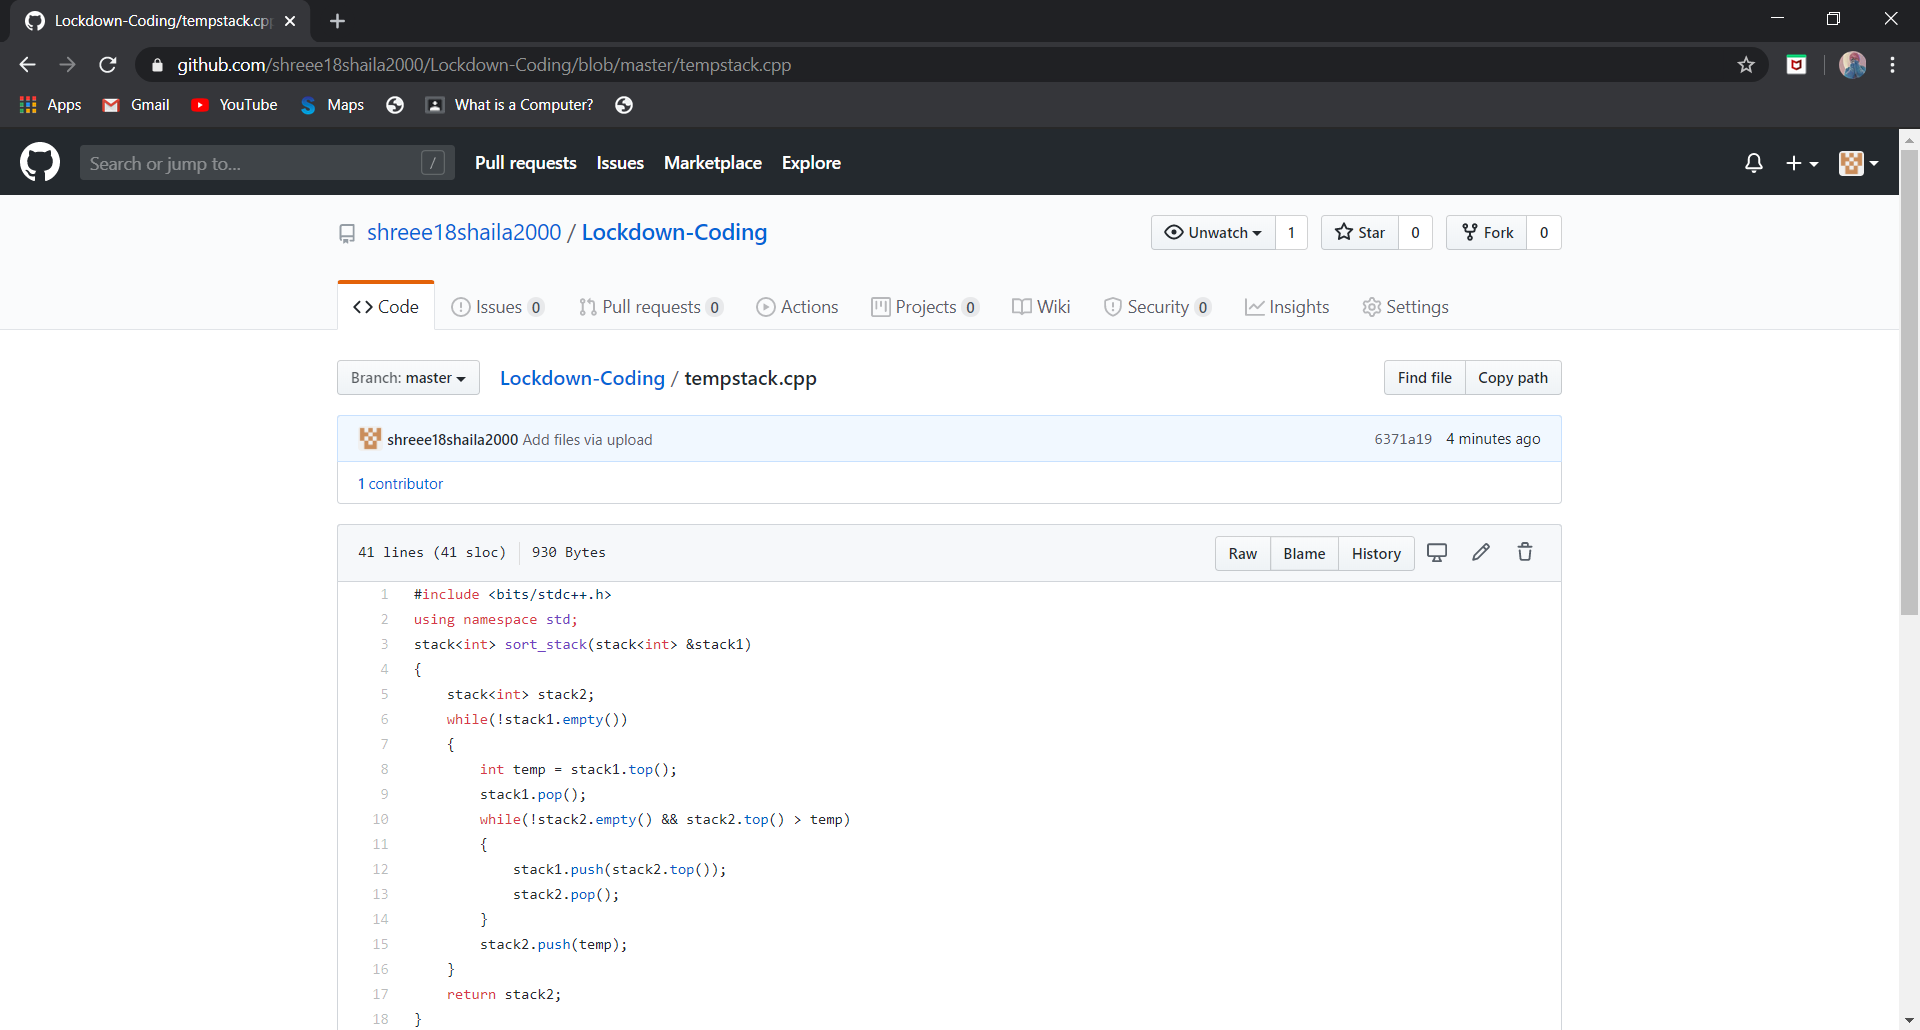 Lockdown-Coding/tempstack.cpp
github.com/shreee18shaila2000/Lockdown-Coding/blob/master/tempstack.cpp
Apps Gmail YouTube Maps What is a Computer?
Search or jump to... / Pull requests Issues Marketplace Explore
shreee18shaila2000 / Lockdown-Coding Unwatch 1 Star 0 Fork 0
Code Issues 0 Pull requests 0 Actions Projects 0 Wiki Security 0 Insights Settings
Branch: master Lockdown-Coding / tempstack.cpp Find file Copy path
shreee18shaila2000 Add files via upload 6371a19 4 minutes ago
1 contributor
41 lines (41 sloc) 930 Bytes Raw Blame History
1 #include <bits/stdc++.h>
2 using namespace std;
3 stack<int> sort_stack(stack<int> &stack1)
4 {
5     stack<int> stack2;
6     while(!stack1.empty())
7     {
8         int temp = stack1.top();
9         stack1.pop();
10         while(!stack2.empty() && stack2.top() > temp)
11         {
12             stack1.push(stack2.top());
13             stack2.pop();
14         }
15         stack2.push(temp);
16     }
17     return stack2;
18 }